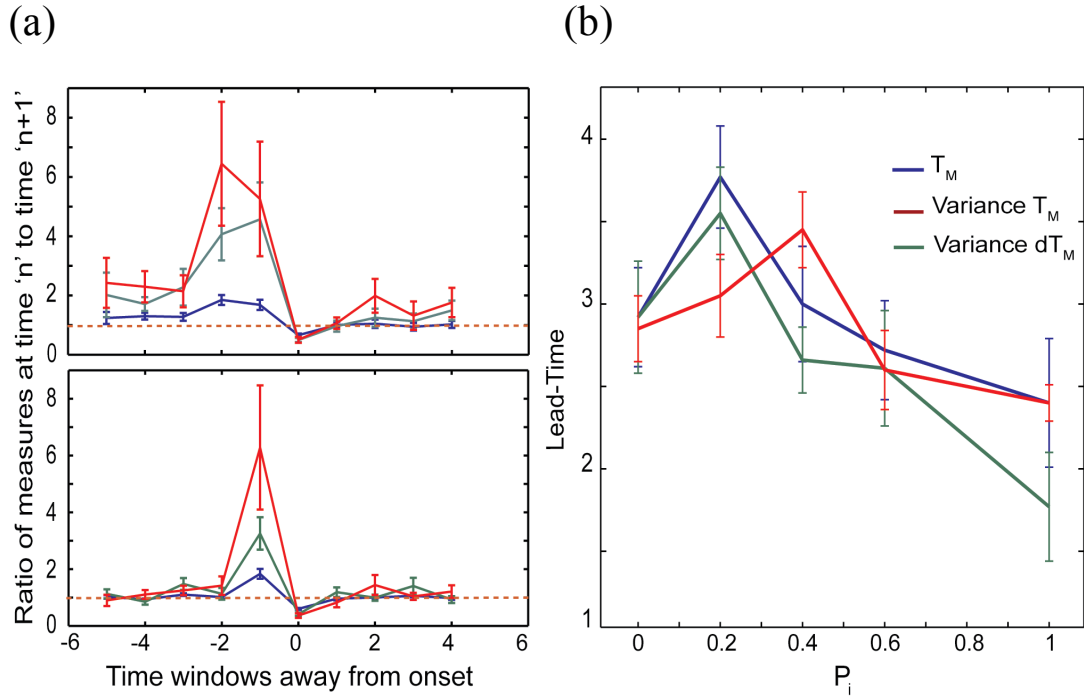 (a)
(b)
Ratio of measures at time ‘n’ to time ‘n+1’
8
6
4
2
0
8
6
4
2
0
-6 -4 -2 0 2 4 6
Time windows away from onset
Lead-Time
4
3
2
1
0 0.2 0.4 0.6 0.8 1
P_i
T_M
Variance T_M
Variance dT_M